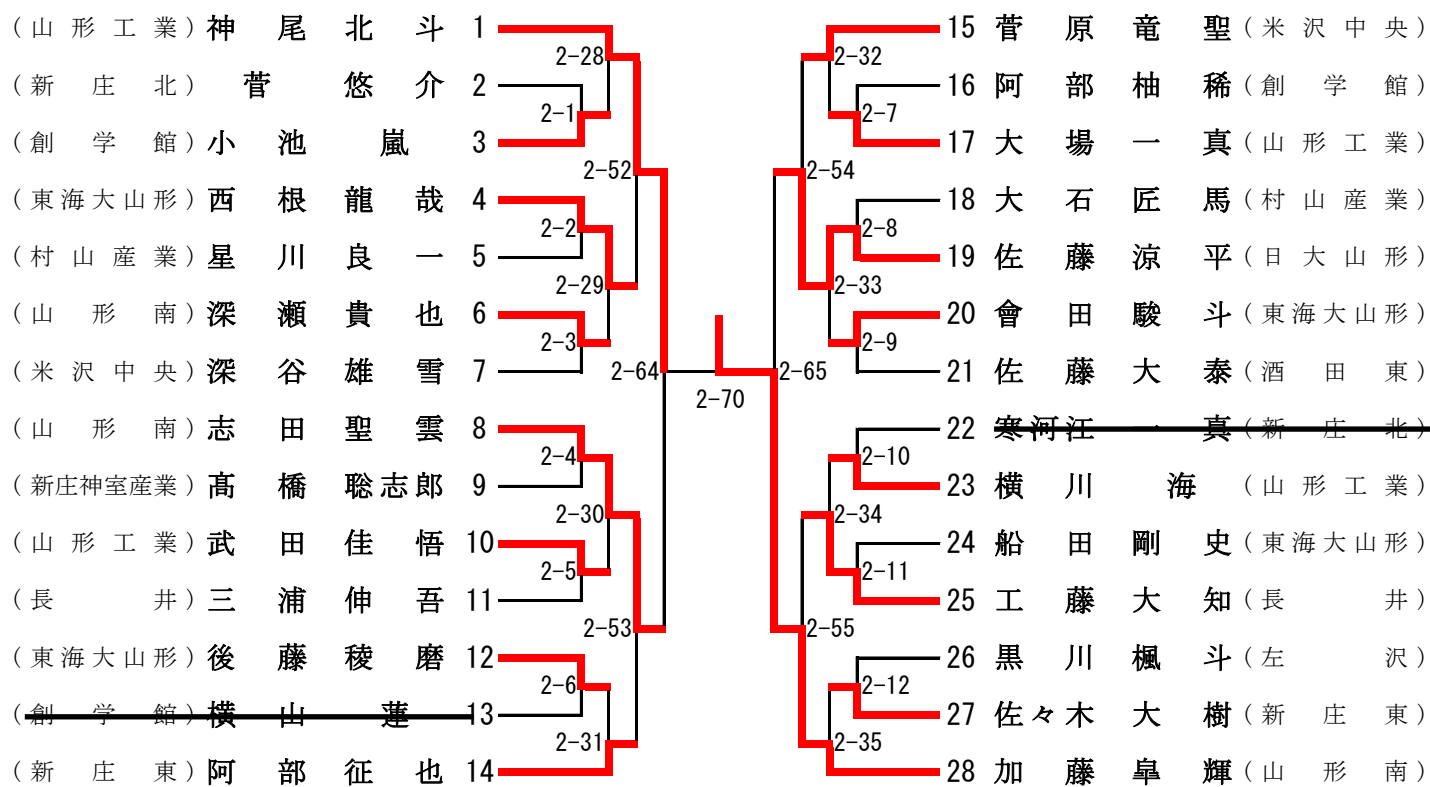 (山形工業) 神尾北斗 1
2-28
(新庄北) 菅悠介 2
2-1
(創学館) 小池嵐 3
2-52
(東海大山形) 西根龍哉 4
2-2
(村山産業) 星川良一 5
2-29
(山形南) 深瀬貴也 6
2-3
(米沢中央) 深谷雄雪 7
2-64
(山形南) 志田聖雲 8
2-4
(新庄神室産業) 髙橋聡志郎 9
2-30
(山形工業) 武田佳悟 10
2-5
(長井) 三浦伸吾 11
2-53
(東海大山形) 後藤稜磨 12
2-6
(創学館) 横山蓮 13
2-31
(新庄東) 阿部征也 14
2-70
15 菅原竜聖 (米沢中央)
2-32
16 阿部柚稀 (創学館)
2-7
17 大場一真 (山形工業)
2-54
18 大石匠馬 (村山産業)
2-8
19 佐藤涼平 (日大山形)
2-33
20 會田駿斗 (東海大山形)
2-9
21 佐藤大泰 (酒田東)
2-65
22 寒河江一真 (新庄北)
2-10
23 横川海 (山形工業)
2-34
24 船田剛史 (東海大山形)
2-11
25 工藤大知 (長井)
2-55
26 黒川楓斗 (左沢)
2-12
27 佐々木大樹 (新庄東)
2-35
28 加藤皐輝 (山形南)